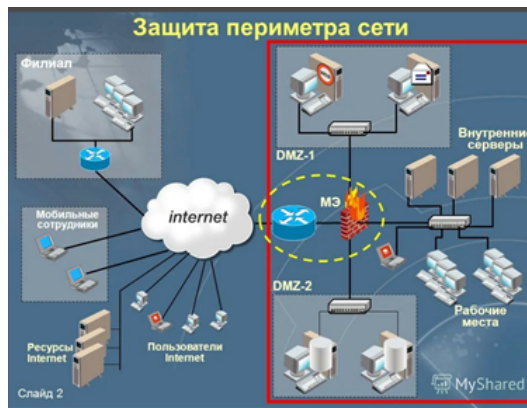 Защита периметра сети
Филиал
DMZ-1
Внутренние
серверы
МЭ
internet
Мобильные
сотрудники
DMZ-2
Рабочие
места
Ресурсы
Internet
Пользователи
Internet
Слайд 2
MyShared